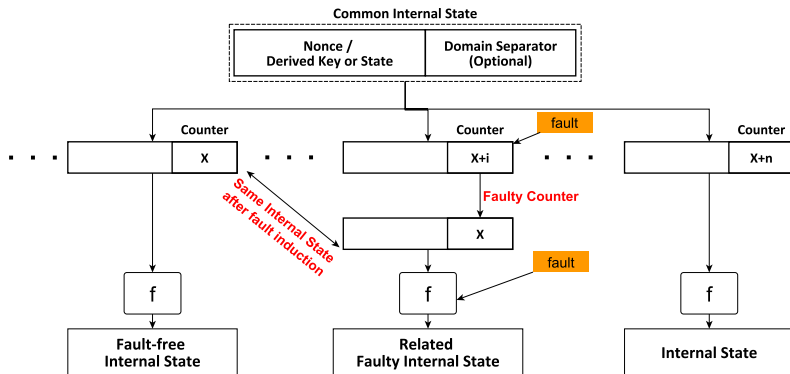 Common Internal State
Nonce /
Derived Key or State
Domain Separator
(Optional)
Counter
Counter
fault
Counter
. . .
X
. . .
X+i
. . .
X+n
Same Internal State
after fault induction
Faulty Counter
X
fault
f
f
f
Fault-free
Internal State
Related
Faulty Internal State
Internal State